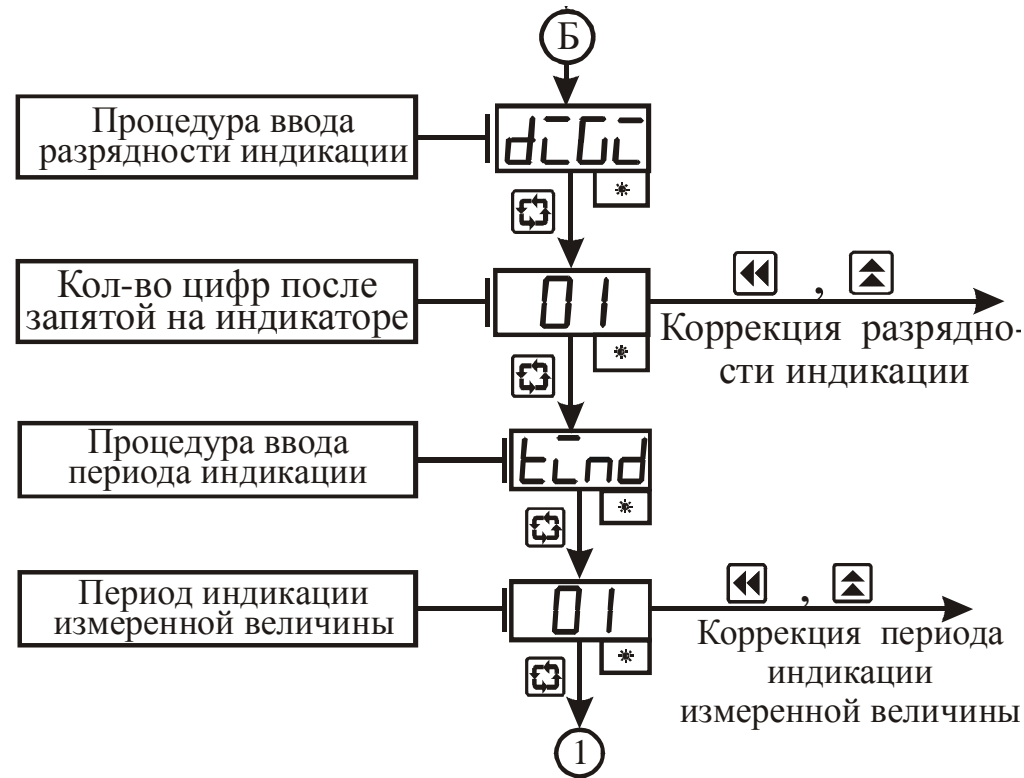 Б
Процедура ввода
разрядности индикации
diGi
Кол-во цифр после
запятой на индикаторе
01
,
Коррекция разрядно-
сти индикации
Процедура ввода
периода индикации
tind
Период индикации
измеренной величины
01
,
Коррекция периода
индикации
измеренной величины
1